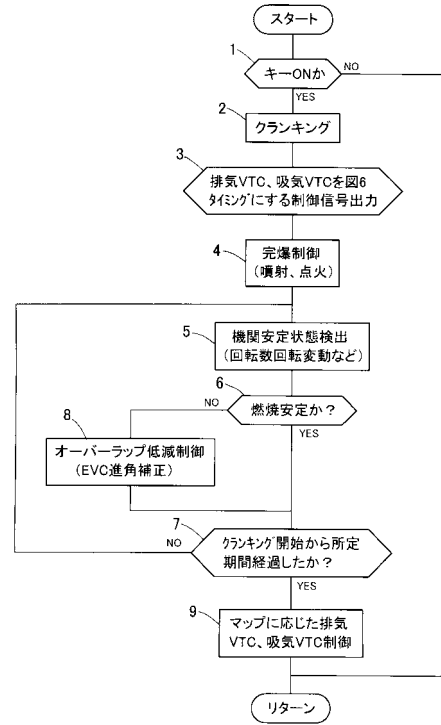 スタート
1
キーONか
NO
YES
2
クランキング
3
排気VTC、吸気VTCを図6
タイミングにする制御信号出力
4
完爆制御
(噴射、点火)
5
機関安定状態検出
(回転数回転変動など)
6
NO
燃焼安定か?
YES
8
オーバーラップ低減制御
(EVC進角補正)
7
NO
クランキング開始から所定
期間経過したか?
YES
9
マップに応じた排気
VTC、吸気VTC制御
リターン